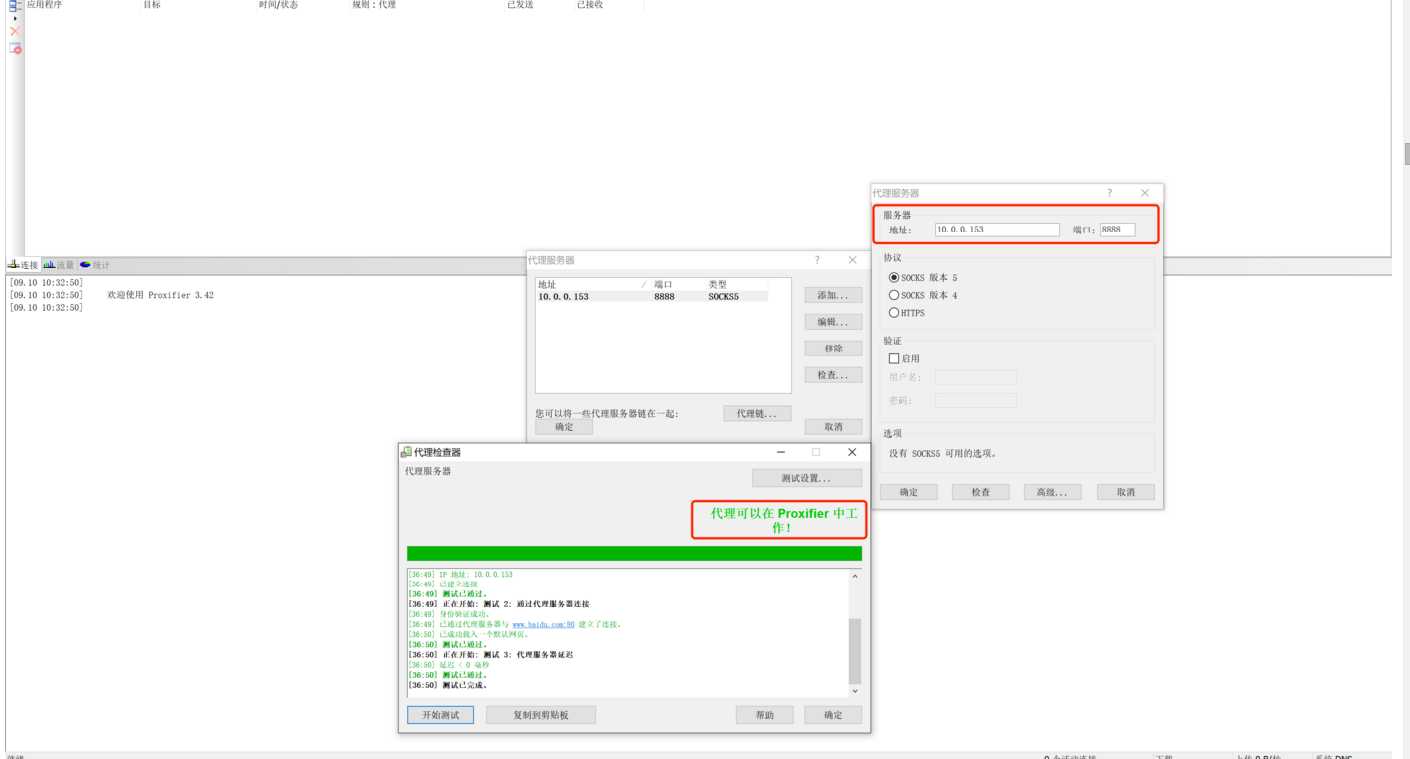 应用程序 目标 时间/状态 规则：代理 已发送 已接收
连接 流量 统计
[09.10 10:32:50]
[09.10 10:32:50] 欢迎使用 Proxifier 3.42
[09.10 10:32:50]
代理服务器 ?
地址 / 端口 类型
10.0.0.153 8888 SOCKS5
添加...
编辑...
移除
检查...
您可以将一些代理服务器链在一起: 代理链...
确定 取消
代理服务器 ?
服务器
地址: 10.0.0.153 端口: 8888
协议
SOCKS 版本 5
SOCKS 版本 4
HTTPS
验证
启用
用户名:
密码:
选项
没有 SOCKS5 可用的选项。
确定 检查 高级... 取消
代理检查器
代理服务器
测试设置...
代理可以在 Proxifier 中工
作!
[36:49] IP 地址: 10.0.0.153
[36:49] 已建立连接
[36:49] 测试已通过。
[36:49] 正在开始: 测试 2: 通过代理服务器连接
[36:49] 身份验证成功。
[36:49] 已通过代理服务器与 www.baidu.com:80 建立了连接。
[36:50] 已成功载入一个默认网页。
[36:50] 测试已通过。
[36:50] 正在开始: 测试 3: 代理服务器延迟
[36:50] 延迟 < 0 毫秒
[36:50] 测试已通过。
[36:50] 测试已完成。
开始测试 复制到剪贴板 帮助 确定